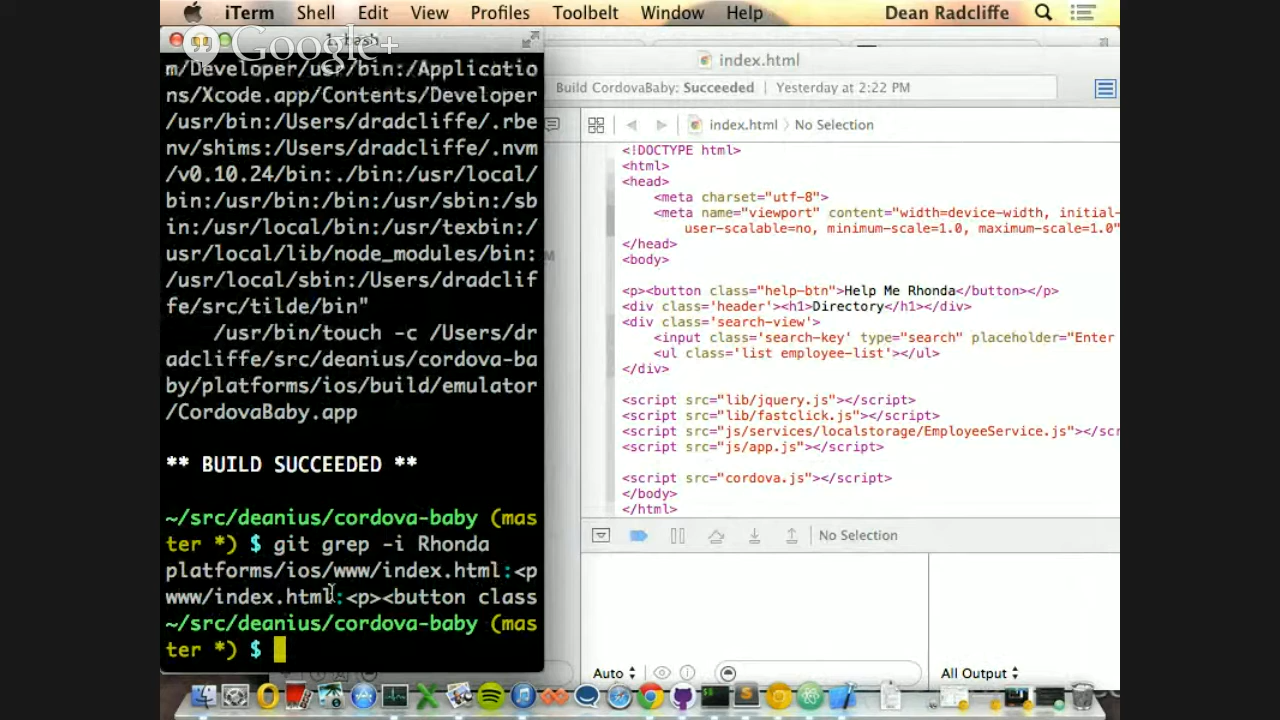 iTerm Shell Edit View Profiles Toolbelt Window Help Dean Radcliffe
Google+
1. bash
m/Developer/usr/bin:/Applicatio
ns/Xcode.app/Contents/Developer
/usr/bin:/Users/dradcliffe/.rbe
nv/shims:/Users/dradcliffe/.nvm
/v0.10.24/bin:./bin:/usr/local/
bin:/usr/bin:/bin:/usr/sbin:/sb
in:/usr/local/bin:/usr/texbin:/
usr/local/lib/node_modules/bin:
/usr/local/sbin:/Users/dradclif
fe/src/tilde/bin"
/usr/bin/touch -c /Users/dr
adcliffe/src/deanius/cordova-ba
by/platforms/ios/build/emulator
/CordovaBaby.app
** BUILD SUCCEEDED **
~/src/deanius/cordova-baby (mas
ter *) $ git grep -i Rhonda
platforms/ios/www/index.html:<p
www/index.html:<p><button class
~/src/deanius/cordova-baby (mas
ter *) $
index.html
Build CordovaBaby: Succeeded | Yesterday at 2:22 PM
index.html > No Selection
<!DOCTYPE html>
<html>
<head>
<meta charset="utf-8">
<meta name="viewport" content="width=device-width, initial-
user-scalable=no, minimum-scale=1.0, maximum-scale=1.0"
</head>
<body>
<p><button class="help-btn">Help Me Rhonda</button></p>
<div class='header'><h1>Directory</h1></div>
<div class='search-view'>
<input class='search-key' type="search" placeholder="Enter
<ul class='list employee-list'></ul>
</div>
<script src="lib/jquery.js"></script>
<script src="lib/fastclick.js"></script>
<script src="js/services/localstorage/EmployeeService.js"></scr
<script src="js/app.js"></script>
<script src="cordova.js"></script>
</body>
</html>
No Selection
Auto
All Output